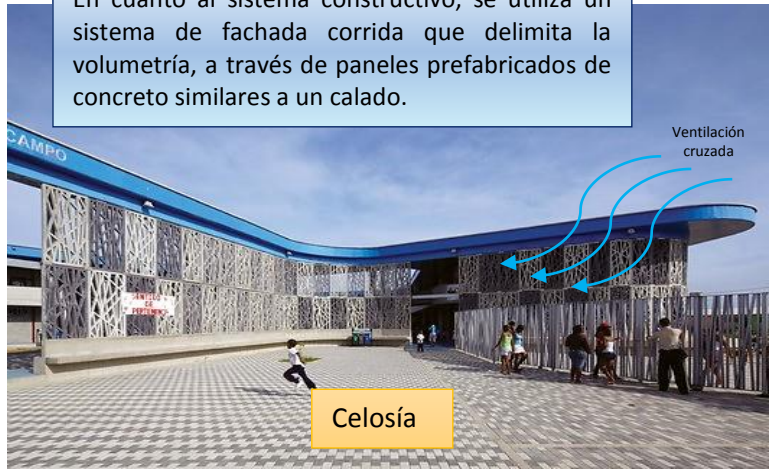 En cuanto al sistema constructivo, se utiliza un
sistema de fachada corrida que delimita la
volumetría, a través de paneles prefabricados de
concreto similares a un calado.
Ventilación
cruzada
CAMPO
Celosía